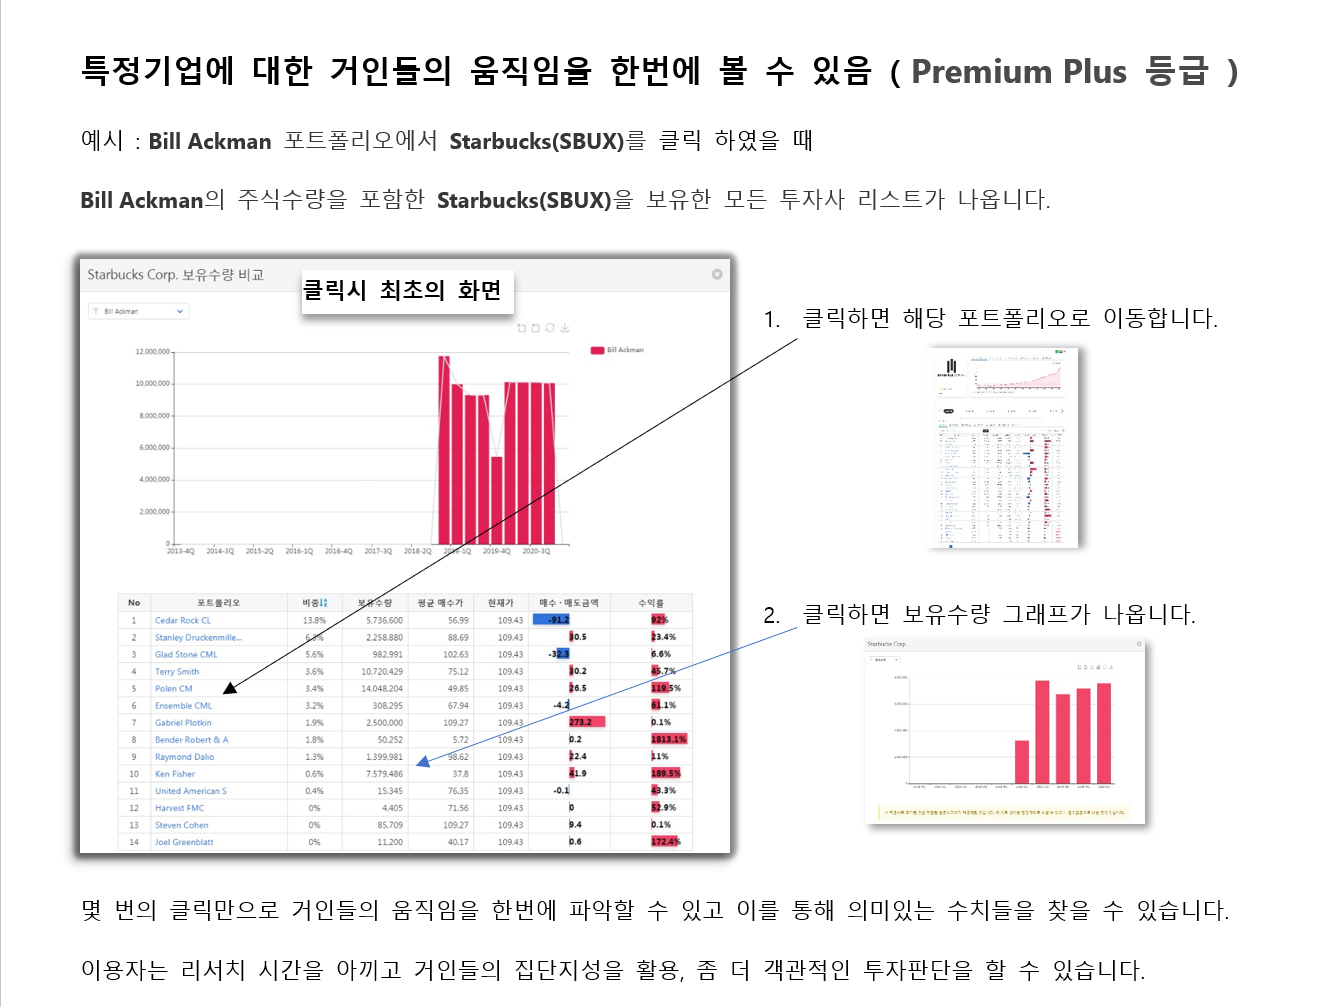 특정기업에 대한 거인들의 움직임을 한번에 볼 수 있음 ( Premium Plus 등급 )
예시 : Bill Ackman 포트폴리오에서 Starbucks(SBUX)를 클릭 하였을 때
Bill Ackman의 주식수량을 포함한 Starbucks(SBUX)을 보유한 모든 투자사 리스트가 나옵니다.
Starbucks Corp. 보유수량 비교
클릭시 최초의 화면
Bill Ackman
Bill Ackman
12,000,000
10,000,000
8,000,000
6,000,000
4,000,000
2,000,000
0
2013-4Q 2014-3Q 2015-2Q 2016-1Q 2016-4Q 2017-3Q 2018-2Q 2019-1Q 2019-4Q 2020-3Q
No 포트폴리오 비중 보유수량 평균 매수가 현재가 매수 · 매도금액 수익률
1 Cedar Rock CL 13.8% 5,736,600 56.99 109.43 -91.2 92%
2 Stanley Druckenmille... 6.3% 2,258,880 88.69 109.43 30.5 23.4%
3 Glad Stone CML 5.6% 982,991 102.63 109.43 -32.3 6.6%
4 Terry Smith 3.6% 10,720,429 75.12 109.43 30.2 45.7%
5 Polen CM 3.4% 14,048,204 49.85 109.43 26.5 119.5%
6 Ensemble CML 3.2% 308,295 67.94 109.43 -4.2 61.1%
7 Gabriel Plotkin 1.9% 2,500,000 109.27 109.43 273.2 0.1%
8 Bender Robert & A 1.8% 50,252 5.72 109.43 0.2 1813.1%
9 Raymond Dalio 1.3% 1,399,981 98.62 109.43 22.4 11%
10 Ken Fisher 0.6% 7,579,486 37.8 109.43 41.9 189.5%
11 United American S 0.4% 15,345 76.35 109.43 -0.1 43.3%
12 Harvest FMC 0% 4,405 71.56 109.43 0 52.9%
13 Steven Cohen 0% 85,709 109.27 109.43 9.4 0.1%
14 Joel Greenblatt 0% 11,200 40.17 109.43 0.6 172.4%
1. 클릭하면 해당 포트폴리오로 이동합니다.
2. 클릭하면 보유수량 그래프가 나옵니다.
Starbucks Corp.
몇 번의 클릭만으로 거인들의 움직임을 한번에 파악할 수 있고 이를 통해 의미있는 수치들을 찾을 수 있습니다.
이용자는 리서치 시간을 아끼고 거인들의 집단지성을 활용, 좀 더 객관적인 투자판단을 할 수 있습니다.